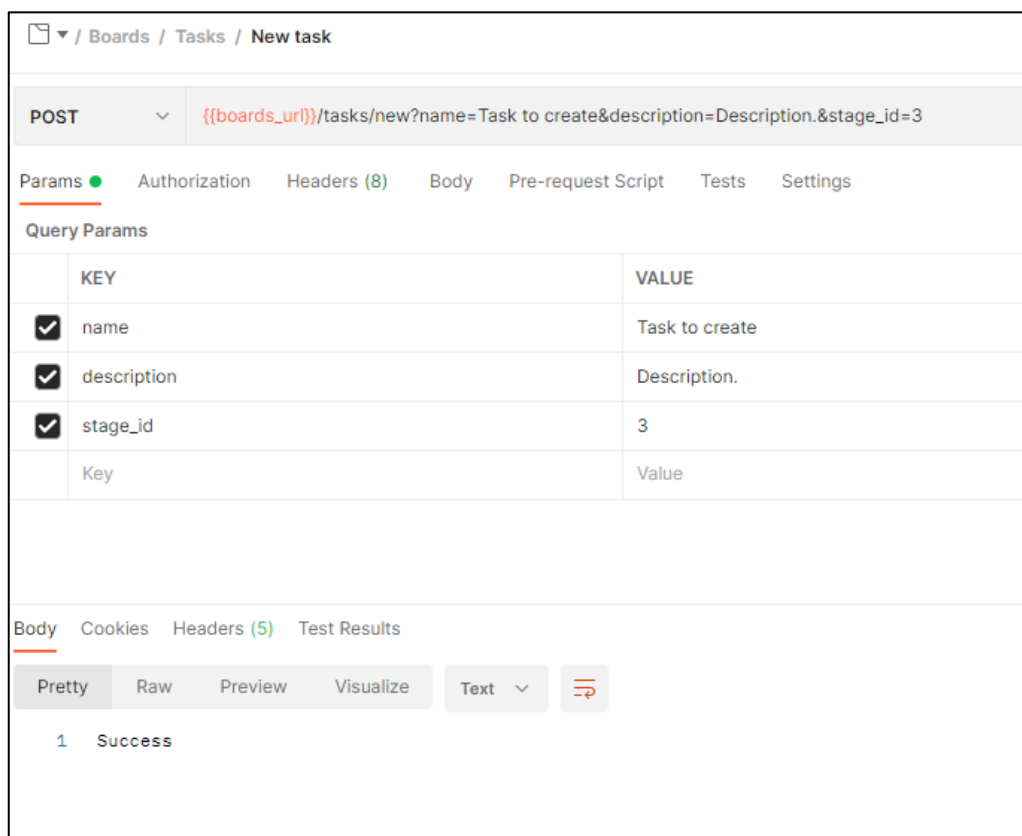 / Boards / Tasks / New task
POST {{boards_url}}/tasks/new?name=Task to create&description=Description.&stage_id=3
Params Authorization Headers (8) Body Pre-request Script Tests Settings
Query Params
KEY VALUE
name Task to create
description Description.
stage_id 3
Key Value
Body Cookies Headers (5) Test Results
Pretty Raw Preview Visualize Text
1 Success